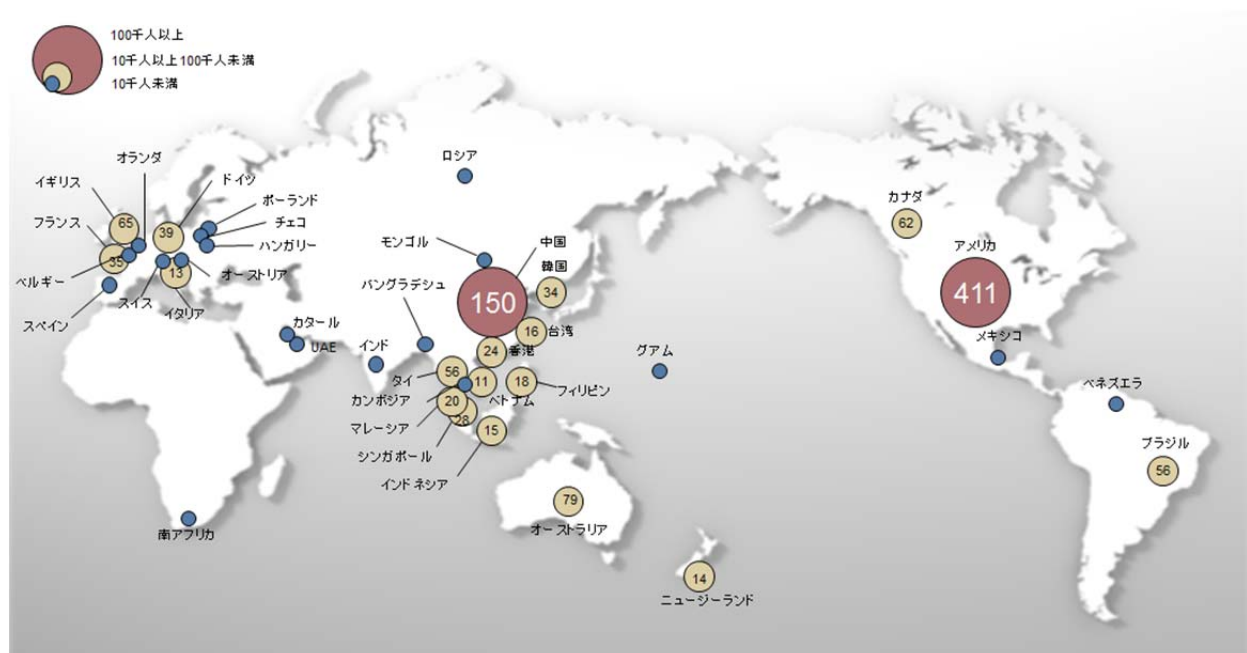 100千人以上
10千人以上100千人未満
10千人未満
オランダ
イギリス
ドイツ
フランス
ポーランド
チェコ
ハンガリー
ベルギー
オーストリア
スイス
スペイン
イタリア
65
39
35
13
ロシア
モンゴル
中国
150
韓国
34
バングラデシュ
カタール
UAE
インド
16
台湾
24
香港
グアム
タイ
56
11
18
フィリピン
カンボジア
ベトナム
20
マレーシア
28
シンガポール
15
インドネシア
79
オーストラリア
南アフリカ
14
ニュージーランド
カナダ
62
アメリカ
411
メキシコ
ベネズエラ
ブラジル
56